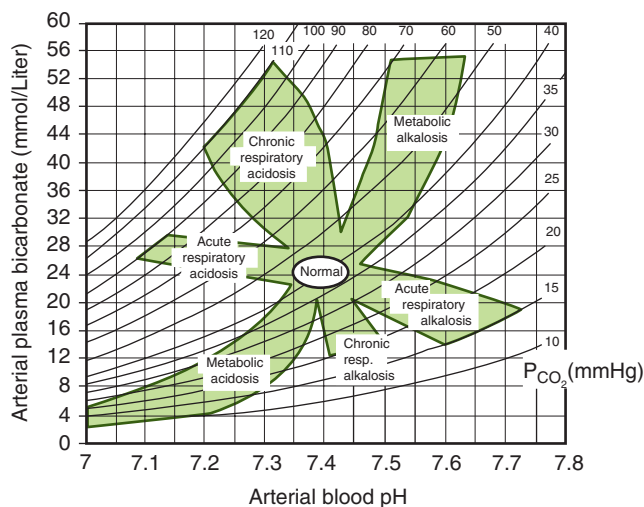 60
56
52
48
44
40
36
32
28
24
20
16
12
8
4
0
Arterial plasma bicarbonate (mmol/Liter)
120
110
100
90
80
70
60
50
40
35
30
25
20
15
10
Chronic
respiratory
acidosis
Metabolic
alkalosis
Acute
respiratory
acidosis
Normal
Acute
respiratory
alkalosis
Metabolic
acidosis
Chronic
resp.
alkalosis
PCO2(mmHg)
7 7.1 7.2 7.3 7.4 7.5 7.6 7.7 7.8
Arterial blood pH